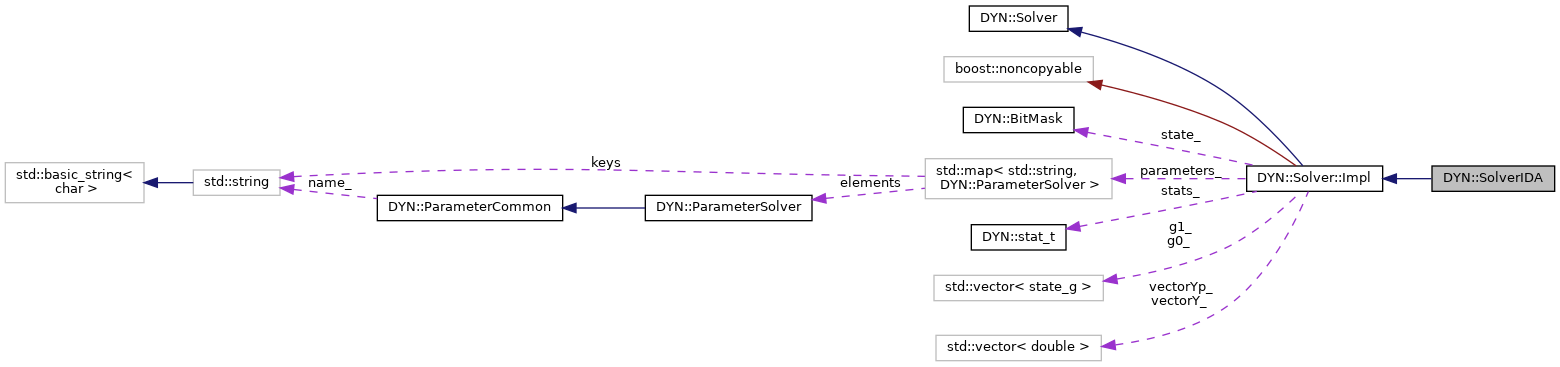 DYN::Solver
boost::noncopyable
DYN::BitMask
state_
keys
std::map< std::string,
DYN::ParameterSolver >
parameters_
DYN::Solver::Impl
DYN::SolverIDA
std::basic_string<
char >
std::string
name_
elements
stats_
DYN::ParameterCommon
DYN::ParameterSolver
DYN::stat_t
g1_
g0_
std::vector< state_g >
vectorYp_
vectorY_
std::vector< double >